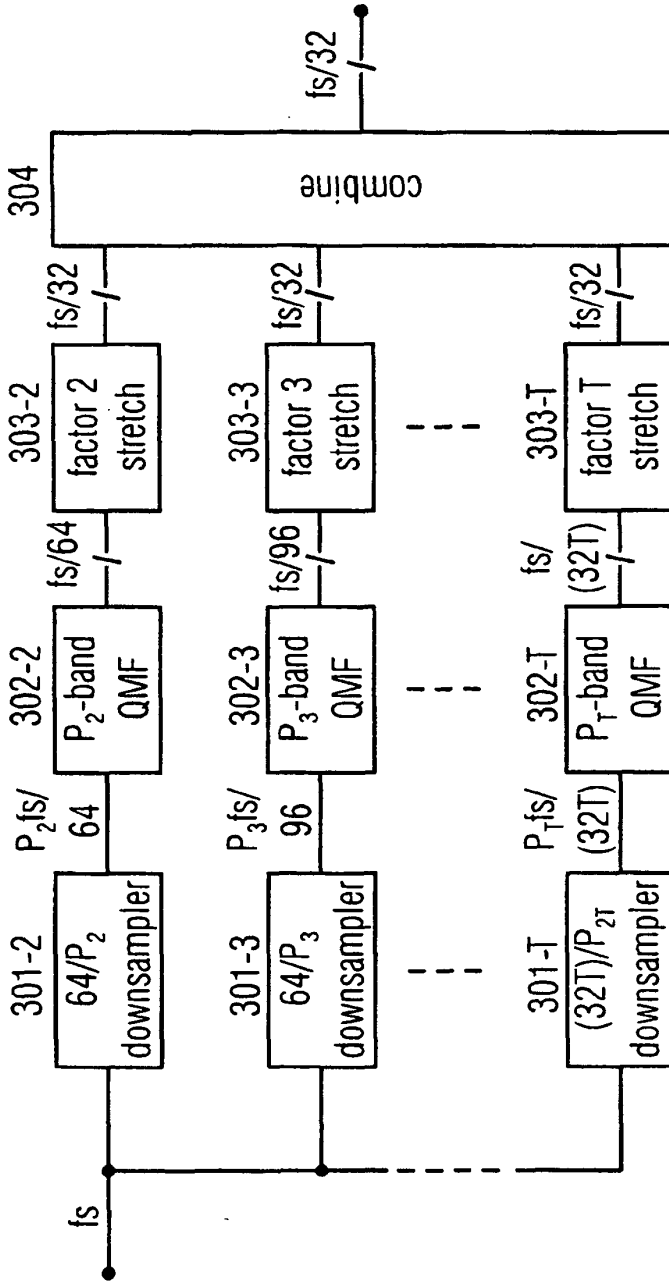 fs
301-2
64/P₂
downsampler
P₂fs/
64
302-2
P₂-band
QMF
fs/64
303-2
factor 2
stretch
fs/32
301-3
64/P₃
downsampler
P₃fs/
96
302-3
P₃-band
QMF
fs/96
303-3
factor 3
stretch
fs/32
301-T
(32T)/P₂T
downsampler
PTfs/
(32T)
302-T
PT-band
QMF
fs/
(32T)
303-T
factor T
stretch
fs/32
304
combine
fs/32